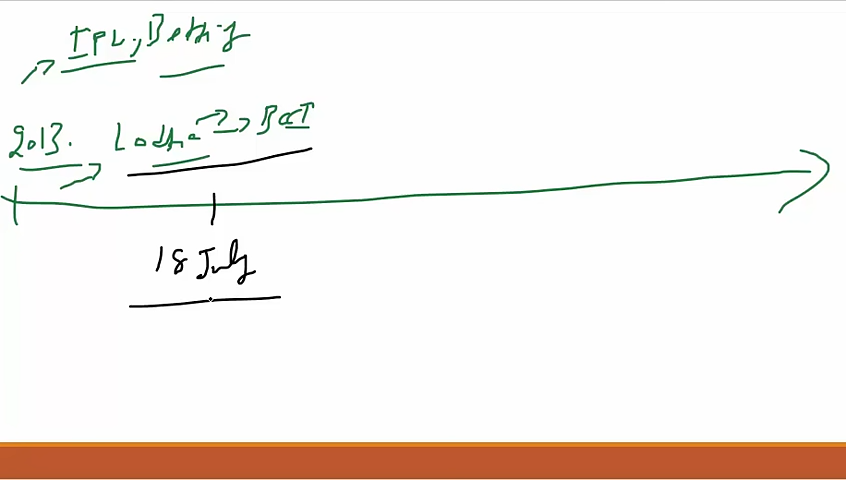 IPL, Betting
2013. Lodha → BCCI
18 July